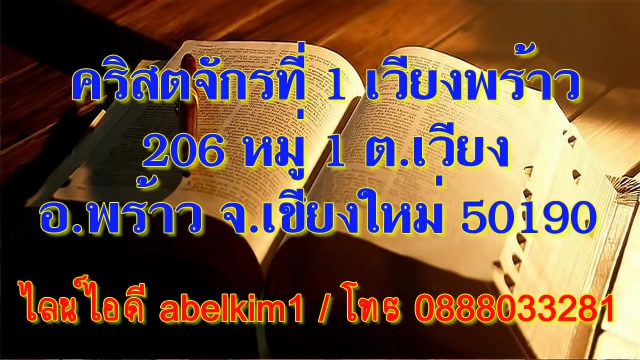 คริสตจักรที่ 1 เวียงพร้าว
206 หมู่ 1 ต.เวียง
อ.พร้าว จ.เชียงใหม่ 50190
ไลน์ไอดี abelkim1 / โทร 0888033281